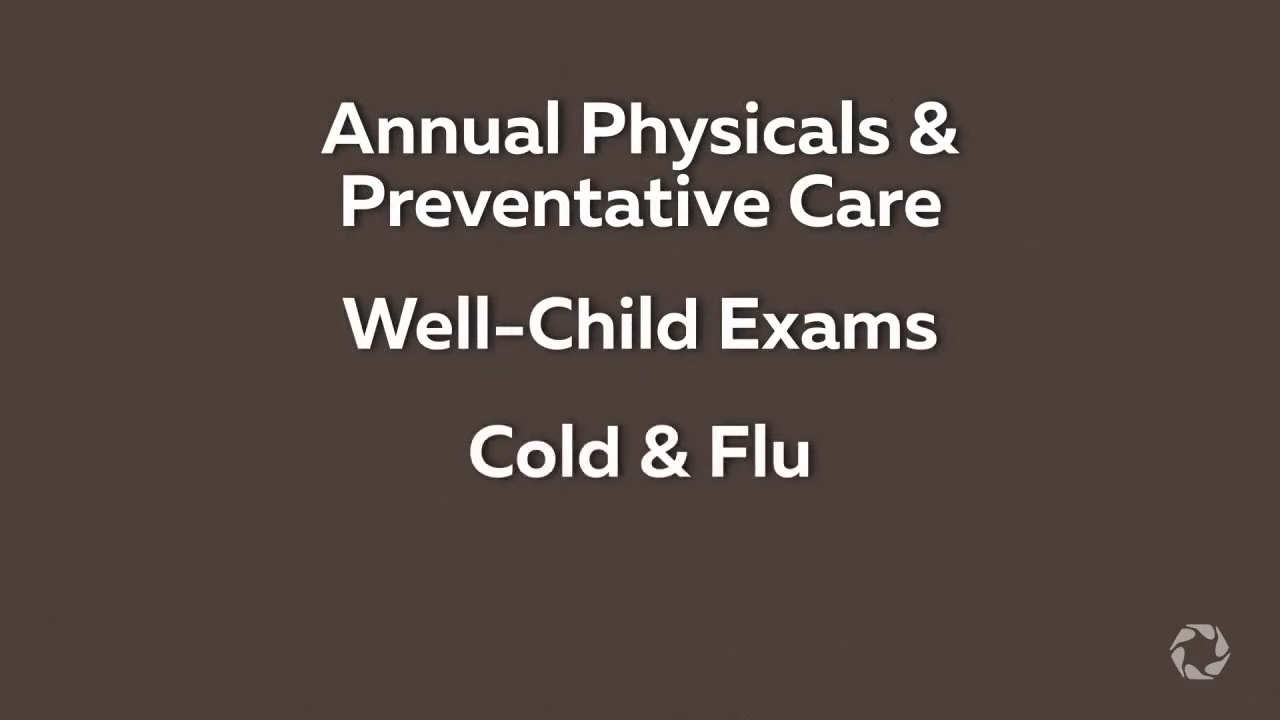 Annual Physicals &
Preventative Care
Well-Child Exams
Cold & Flu